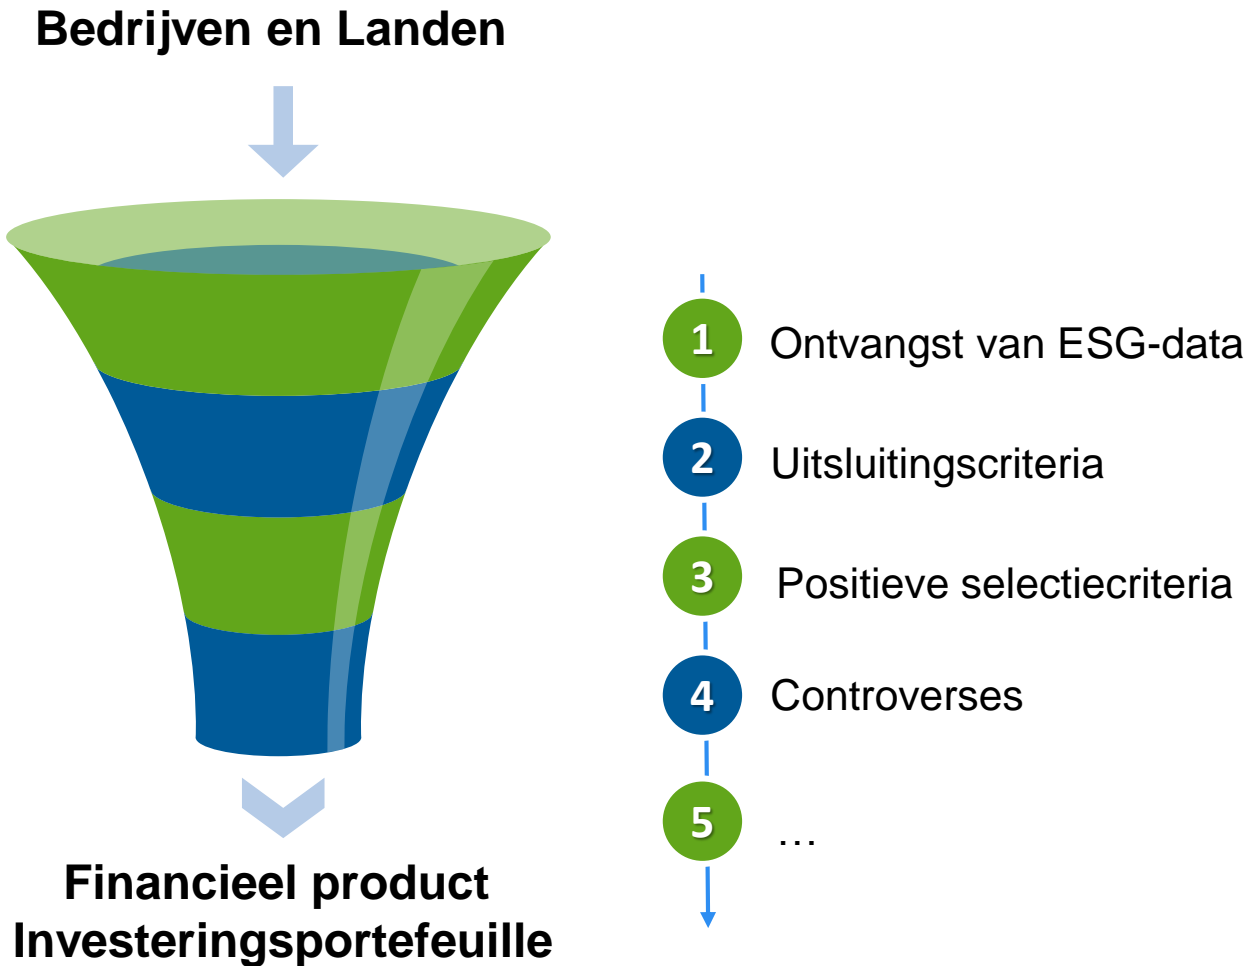 Bedrijven en Landen
1 Ontvangst van ESG-data
2 Uitsluitingscriteria
3 Positieve selectiecriteria
4 Controverses
5 …
Financieel product
Investeringsportefeuille